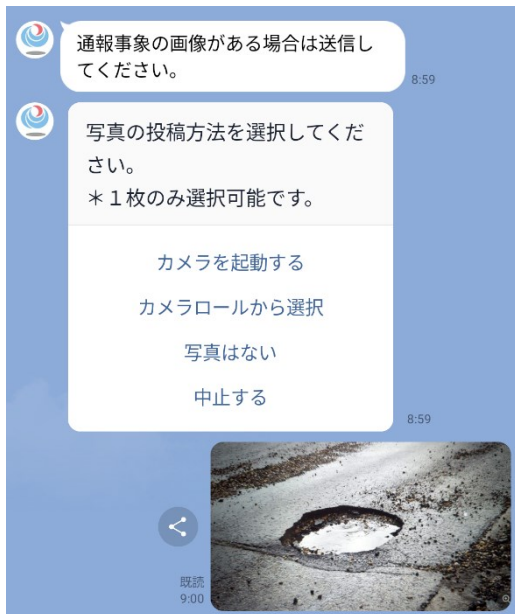 通報事象の画像がある場合は送信し
てください。
8:59
写真の投稿方法を選択してくだ
さい。
＊１枚のみ選択可能です。
カメラを起動する
カメラロールから選択
写真はない
中止する
8:59
既読
9:00